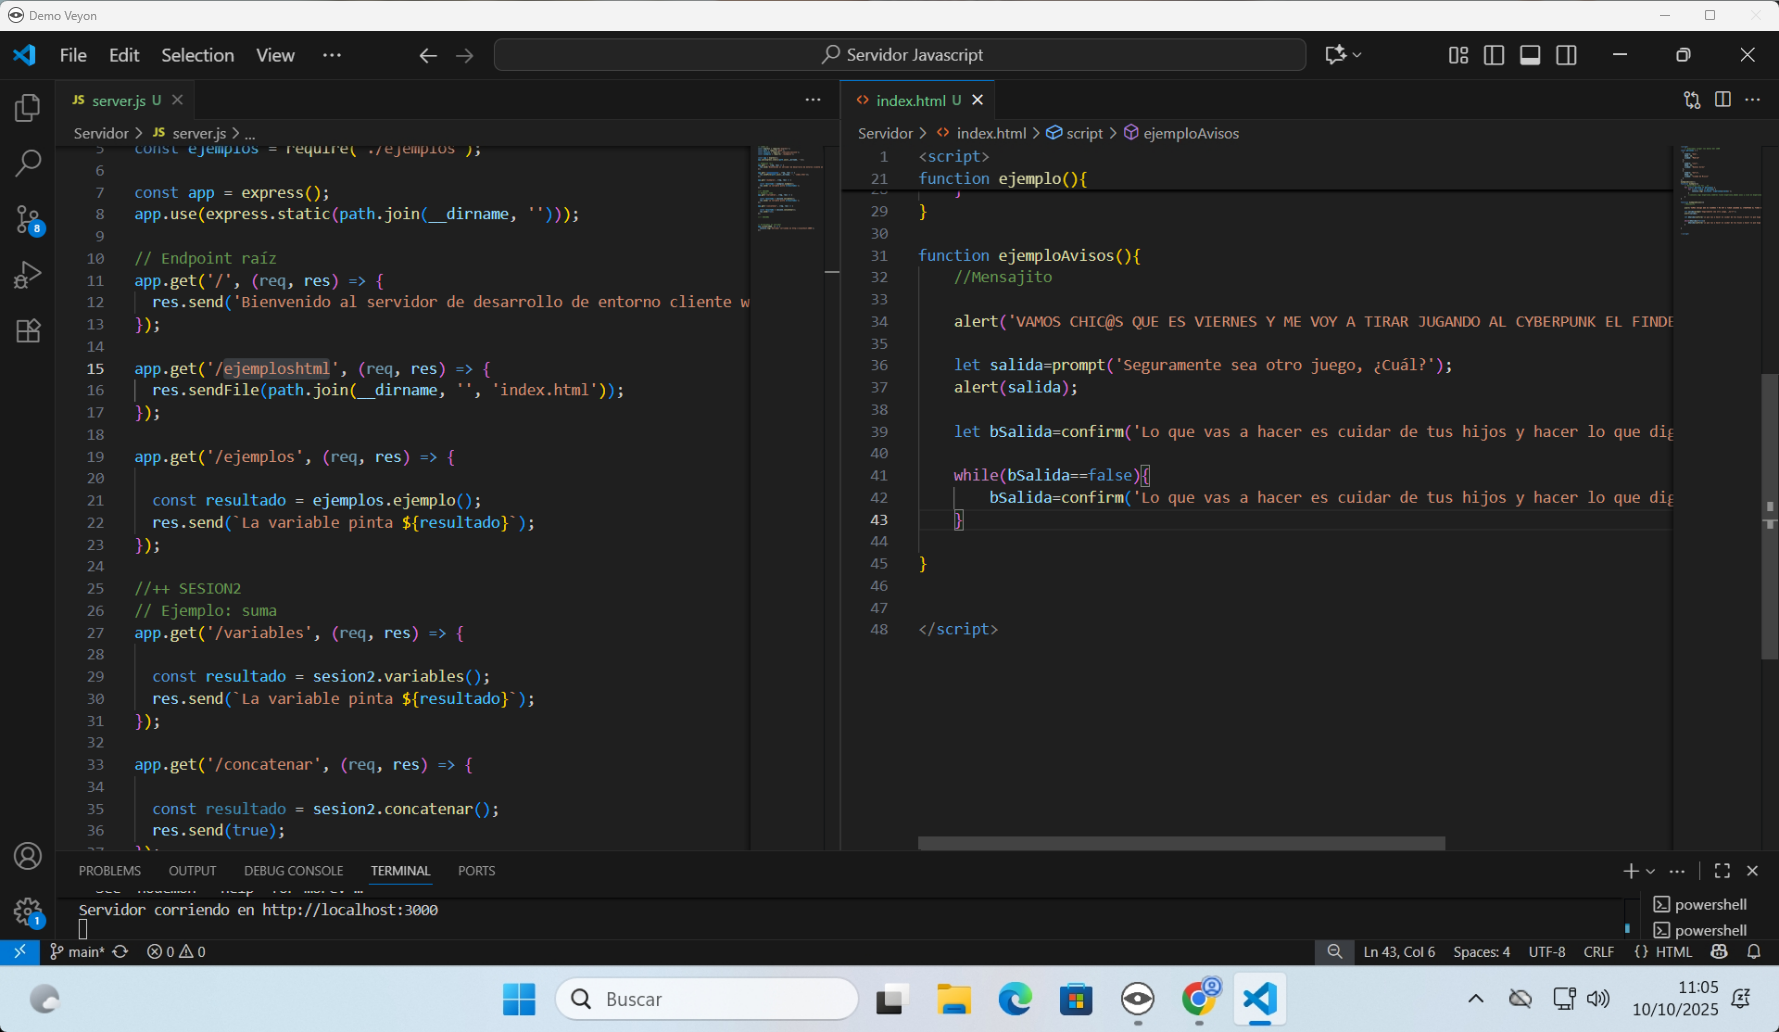 Demo Veyon
File Edit Selection View ···
Servidor Javascript
JS server.js U
index.html U
Servidor > JS server.js > ...
Servidor > index.html > script > ejemploAvisos
5 const ejemplos = require('./ejemplos');
6
7 const app = express();
8 app.use(express.static(path.join(__dirname, '')));
9
10 // Endpoint raíz
11 app.get('/', (req, res) => {
12 res.send('Bienvenido al servidor de desarrollo de entorno cliente w
13 });
14
15 app.get('/ejemploshtml', (req, res) => {
16 res.sendFile(path.join(__dirname, '', 'index.html'));
17 });
18
19 app.get('/ejemplos', (req, res) => {
20
21 const resultado = ejemplos.ejemplo();
22 res.send(`La variable pinta ${resultado}`);
23 });
24
25 //++ SESION2
26 // Ejemplo: suma
27 app.get('/variables', (req, res) => {
28
29 const resultado = sesion2.variables();
30 res.send(`La variable pinta ${resultado}`);
31 });
32
33 app.get('/concatenar', (req, res) => {
34
35 const resultado = sesion2.concatenar();
36 res.send(true);
37 });
1 <script>
21 function ejemplo(){
28 }
29 }
30
31 function ejemploAvisos(){
32 //Mensajito
33
34 alert('VAMOS CHIC@S QUE ES VIERNES Y ME VOY A TIRAR JUGANDO AL CYBERPUNK EL FINDE
35
36 let salida=prompt('Seguramente sea otro juego, ¿Cuál?');
37 alert(salida);
38
39 let bSalida=confirm('Lo que vas a hacer es cuidar de tus hijos y hacer lo que dig
40
41 while(bSalida==false){
42 bSalida=confirm('Lo que vas a hacer es cuidar de tus hijos y hacer lo que dig
43 }
44
45 }
46
47
48 </script>
8
1
PROBLEMS OUTPUT DEBUG CONSOLE TERMINAL PORTS
Servidor corriendo en http://localhost:3000
powershell
powershell
main* 0 0
Ln 43, Col 6 Spaces: 4 UTF-8 CRLF {} HTML
Buscar
11:05
10/10/2025